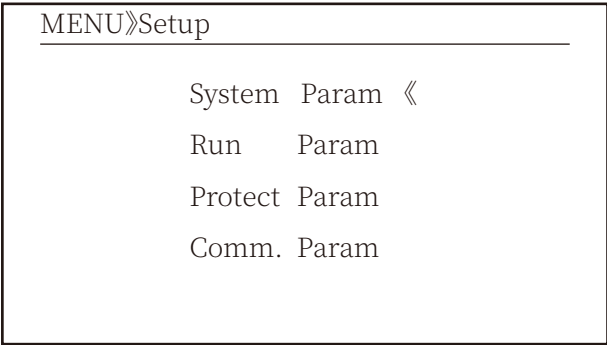 MENU》Setup
System Param 《
Run Param
Protect Param
Comm. Param